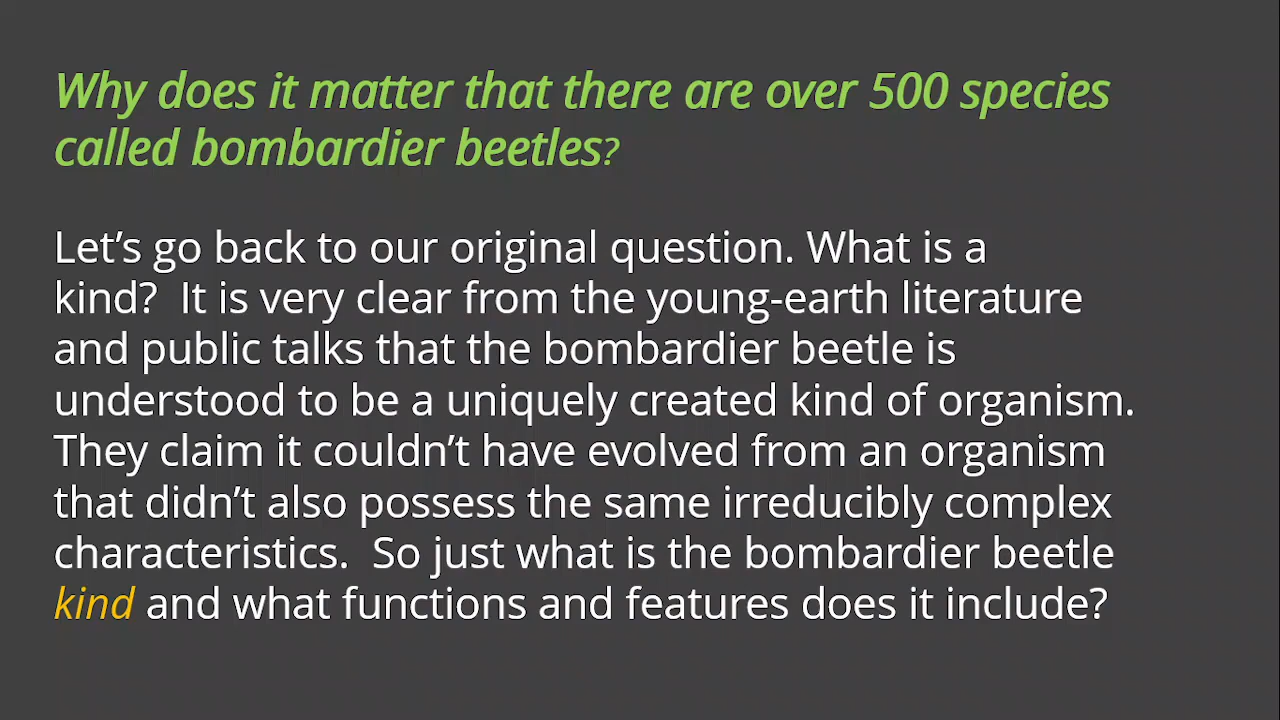 Why does it matter that there are over 500 species
called bombardier beetles?
Let’s go back to our original question. What is a
kind?  It is very clear from the young-earth literature
and public talks that the bombardier beetle is
understood to be a uniquely created kind of organism.
They claim it couldn’t have evolved from an organism
that didn’t also possess the same irreducibly complex
characteristics.  So just what is the bombardier beetle
kind and what functions and features does it include?